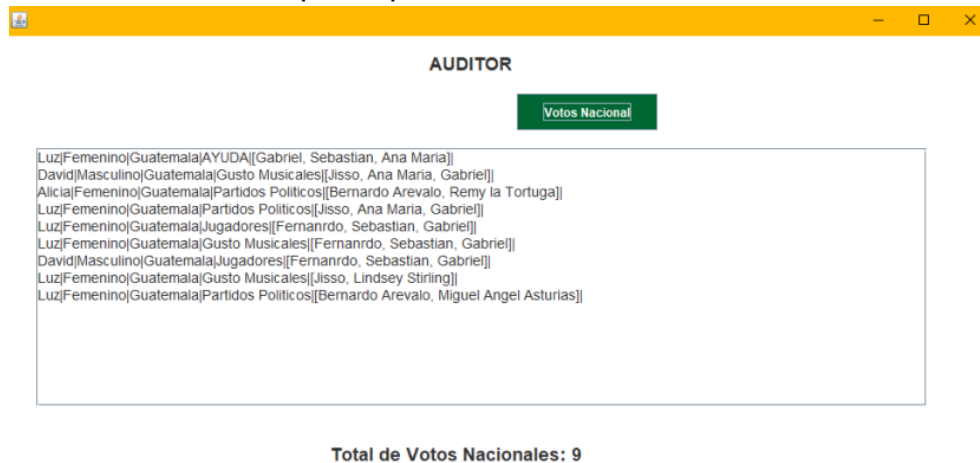 AUDITOR
Votos Nacional
Luz|Femenino|Guatemala|AYUDA|[Gabriel, Sebastian, Ana Maria]|
David|Masculino|Guatemala|Gusto Musicales|[Jisso, Ana Maria, Gabriel]|
Alicia|Femenino|Guatemala|Partidos Politicos|[Bernardo Arevalo, Remy la Tortuga]|
Luz|Femenino|Guatemala|Partidos Politicos|[Jisso, Ana Maria, Gabriel]|
Luz|Femenino|Guatemala|Jugadores|[Fernanrdo, Sebastian, Gabriel]|
Luz|Femenino|Guatemala|Gusto Musicales|[Fernanrdo, Sebastian, Gabriel]|
David|Masculino|Guatemala|Jugadores|[Fernanrdo, Sebastian, Gabriel]|
Luz|Femenino|Guatemala|Gusto Musicales|[Jisso, Lindsey Stirling]|
Luz|Femenino|Guatemala|Partidos Politicos|[Bernardo Arevalo, Miguel Angel Asturias]|
Total de Votos Nacionales: 9